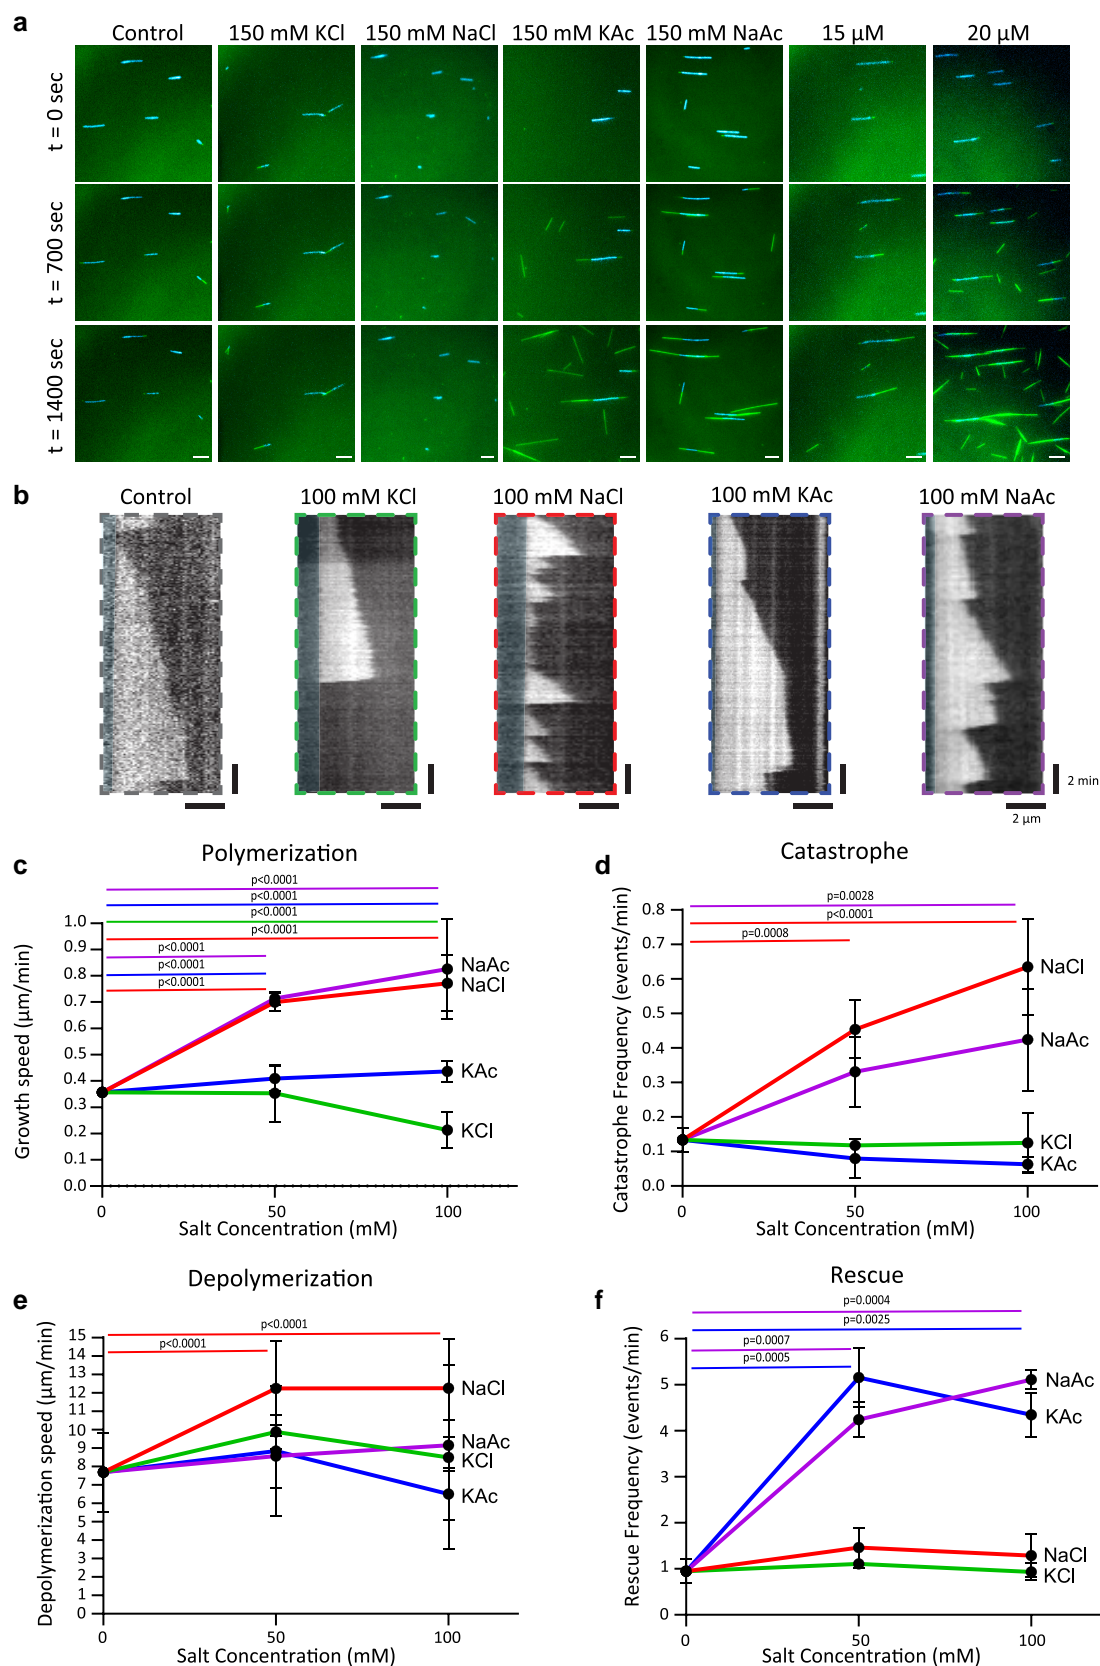 a
Control 150 mM KCl 150 mM NaCl 150 mM KAc 150 mM NaAc 15 µM 20 µM
t = 0 sec
t = 700 sec
t = 1400 sec
b
Control 100 mM KCl 100 mM NaCl 100 mM KAc 100 mM NaAc
2 min
2 µm
c
Polymerization
p<0.0001
p<0.0001
p<0.0001
p<0.0001
p<0.0001
p<0.0001
p<0.0001
1.0
0.9
0.8
0.7
0.6
0.5
0.4
0.3
0.2
0.1
0.0
Growth speed (µm/min)
NaAc
NaCl
KAc
KCl
0 50 100
Salt Concentration (mM)
d
Catastrophe
p=0.0028
p<0.0001
p=0.0008
0.8
0.7
0.6
0.5
0.4
0.3
0.2
0.1
0.0
Catastrophe Frequency (events/min)
NaCl
NaAc
KCl
KAc
0 50 100
Salt Concentration (mM)
e
Depolymerization
p<0.0001
p<0.0001
15
14
13
12
11
10
9
8
7
6
5
4
3
2
1
0
Depolymerization speed (µm/min)
NaCl
NaAc
KCl
KAc
0 50 100
Salt Concentration (mM)
f
Rescue
p=0.0004
p=0.0025
p=0.0007
p=0.0005
6
5
4
3
2
1
0
Rescue Frequency (events/min)
NaAc
KAc
NaCl
KCl
0 50 100
Salt Concentration (mM)